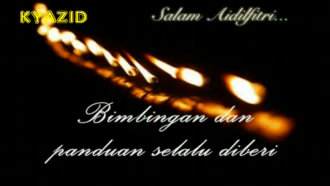 KYAZID
Salam Aidilfitri...
Bimbingan dan
panduan selalu diberi